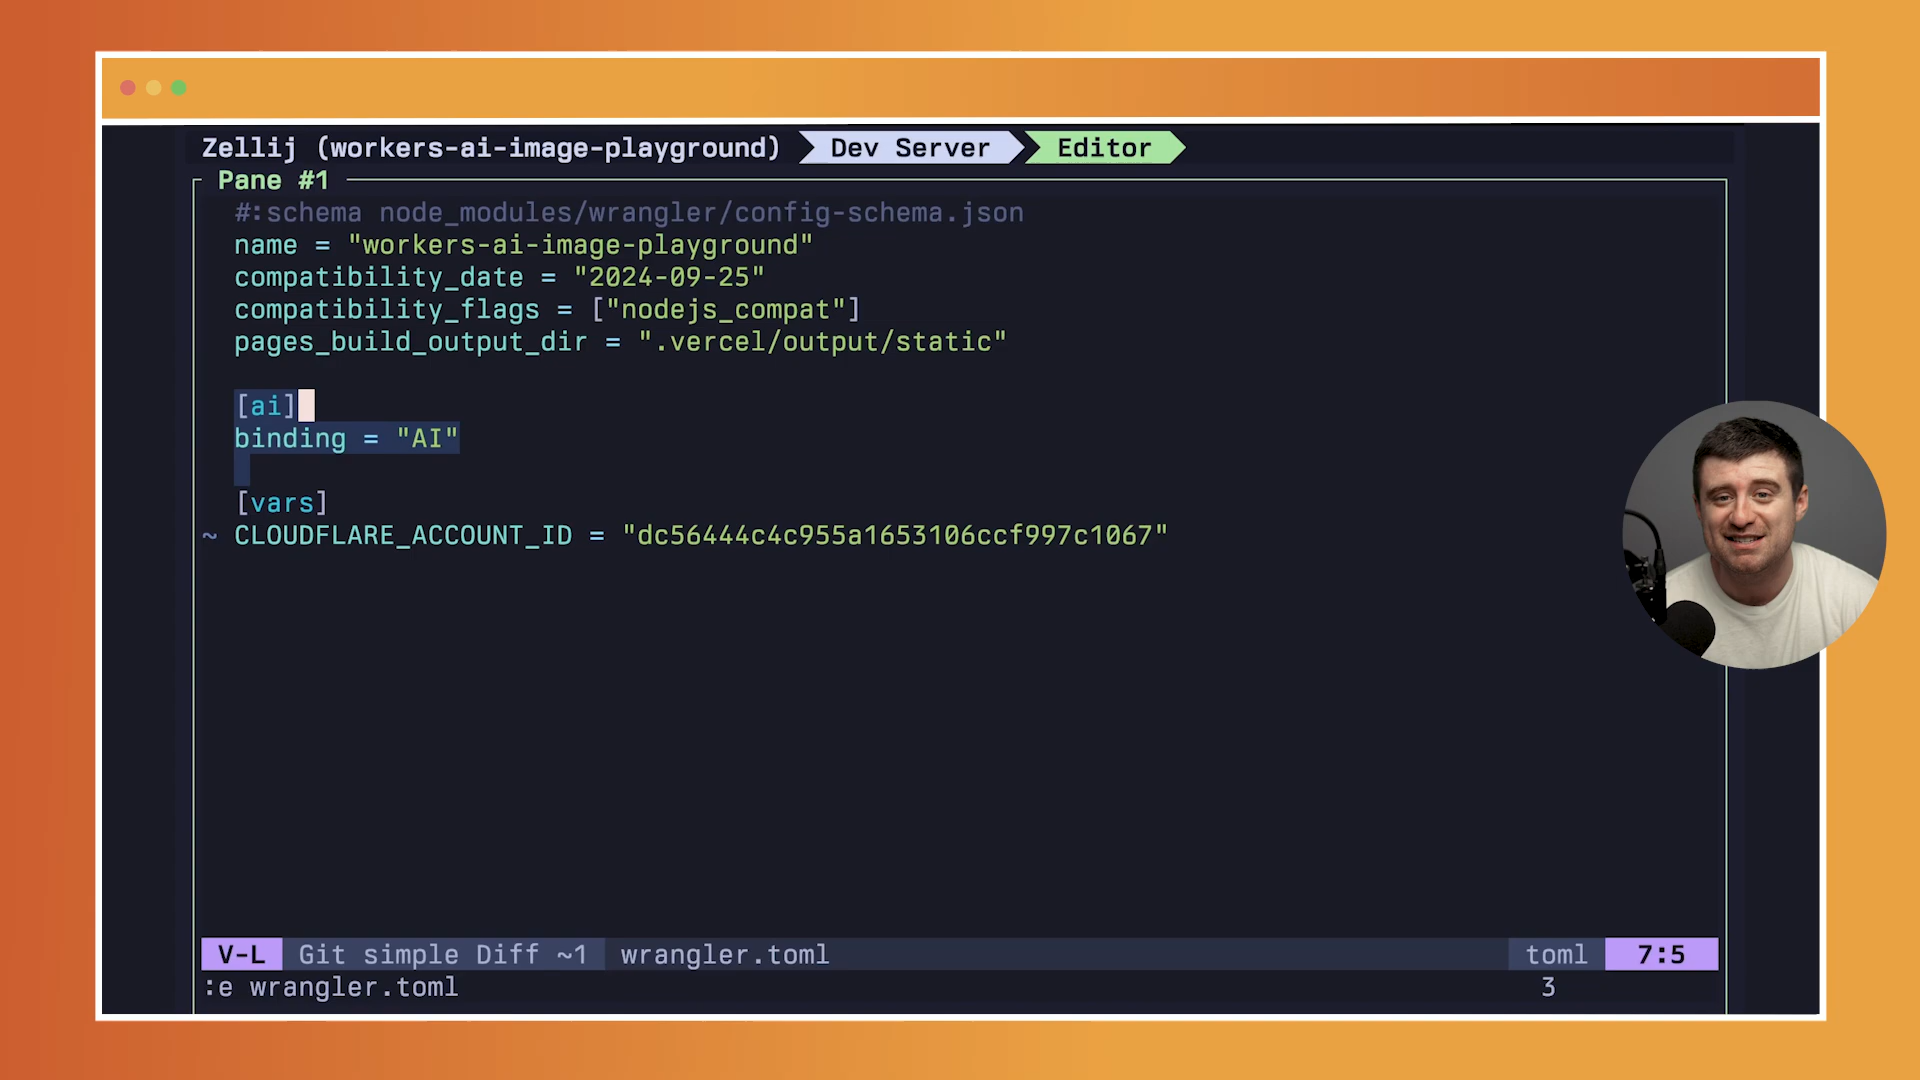 Zellij (workers-ai-image-playground) Dev Server Editor
Pane #1
#:schema node_modules/wrangler/config-schema.json
name = "workers-ai-image-playground"
compatibility_date = "2024-09-25"
compatibility_flags = ["nodejs_compat"]
pages_build_output_dir = ".vercel/output/static"
[ai]
binding = "AI"
[vars]
~ CLOUDFLARE_ACCOUNT_ID = "dc56444c4c955a1653106ccf997c1067"
V-L Git simple Diff ~1 wrangler.toml toml 7:5
:e wrangler.toml 3